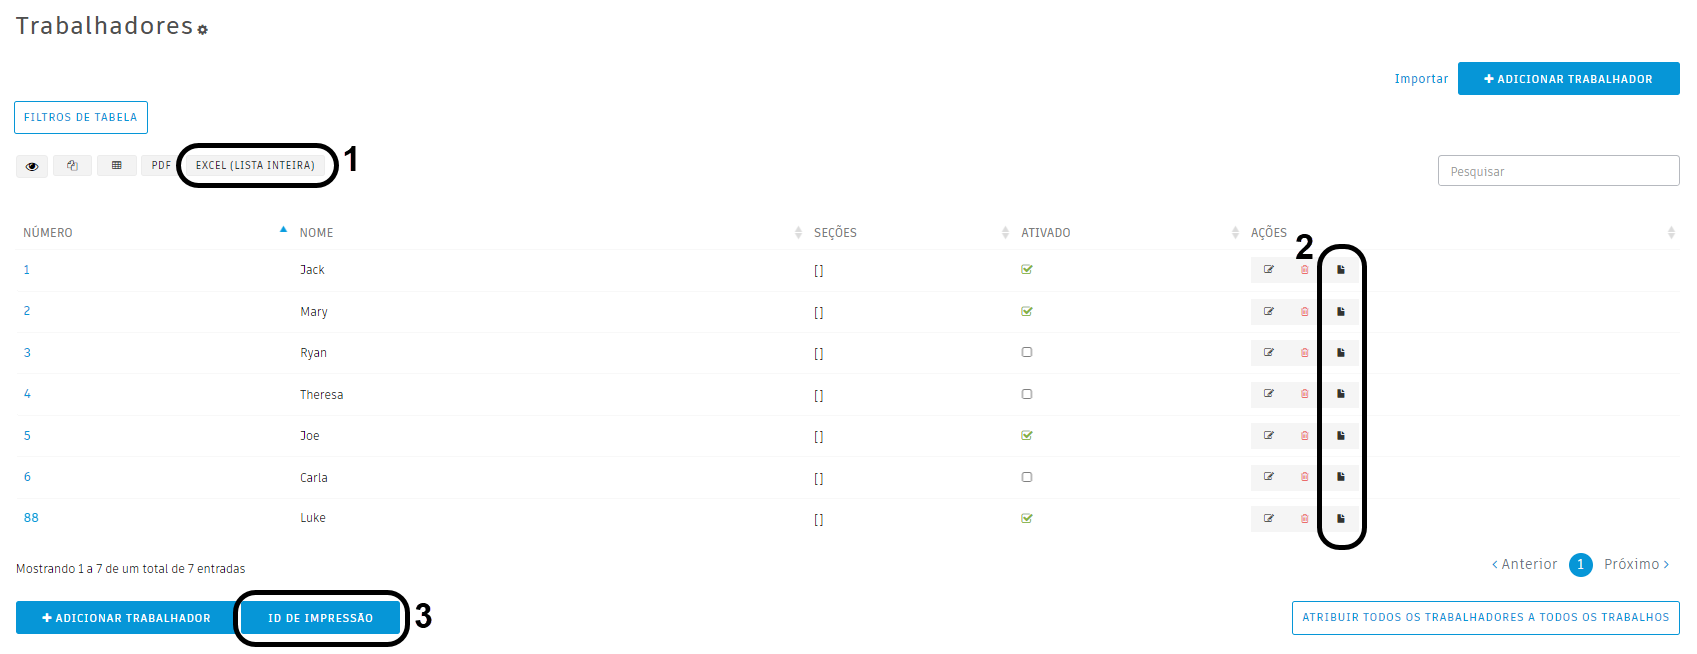 Trabalhadores
Importar
ADICIONAR TRABALHADOR
FILTROS DE TABELA
PDF EXCEL (LISTA INTEIRA) 1
Pesquisar
NÚMERO NOME SEÇÕES ATIVADO AÇÕES 2
1 Jack []
2 Mary []
3 Ryan []
4 Theresa []
5 Joe []
6 Carla []
88 Luke []
Mostrando 1 a 7 de um total de 7 entradas
< Anterior 1 Próximo >
ADICIONAR TRABALHADOR ID DE IMPRESSÃO 3
ATRIBUIR TODOS OS TRABALHADORES A TODOS OS TRABALHOS